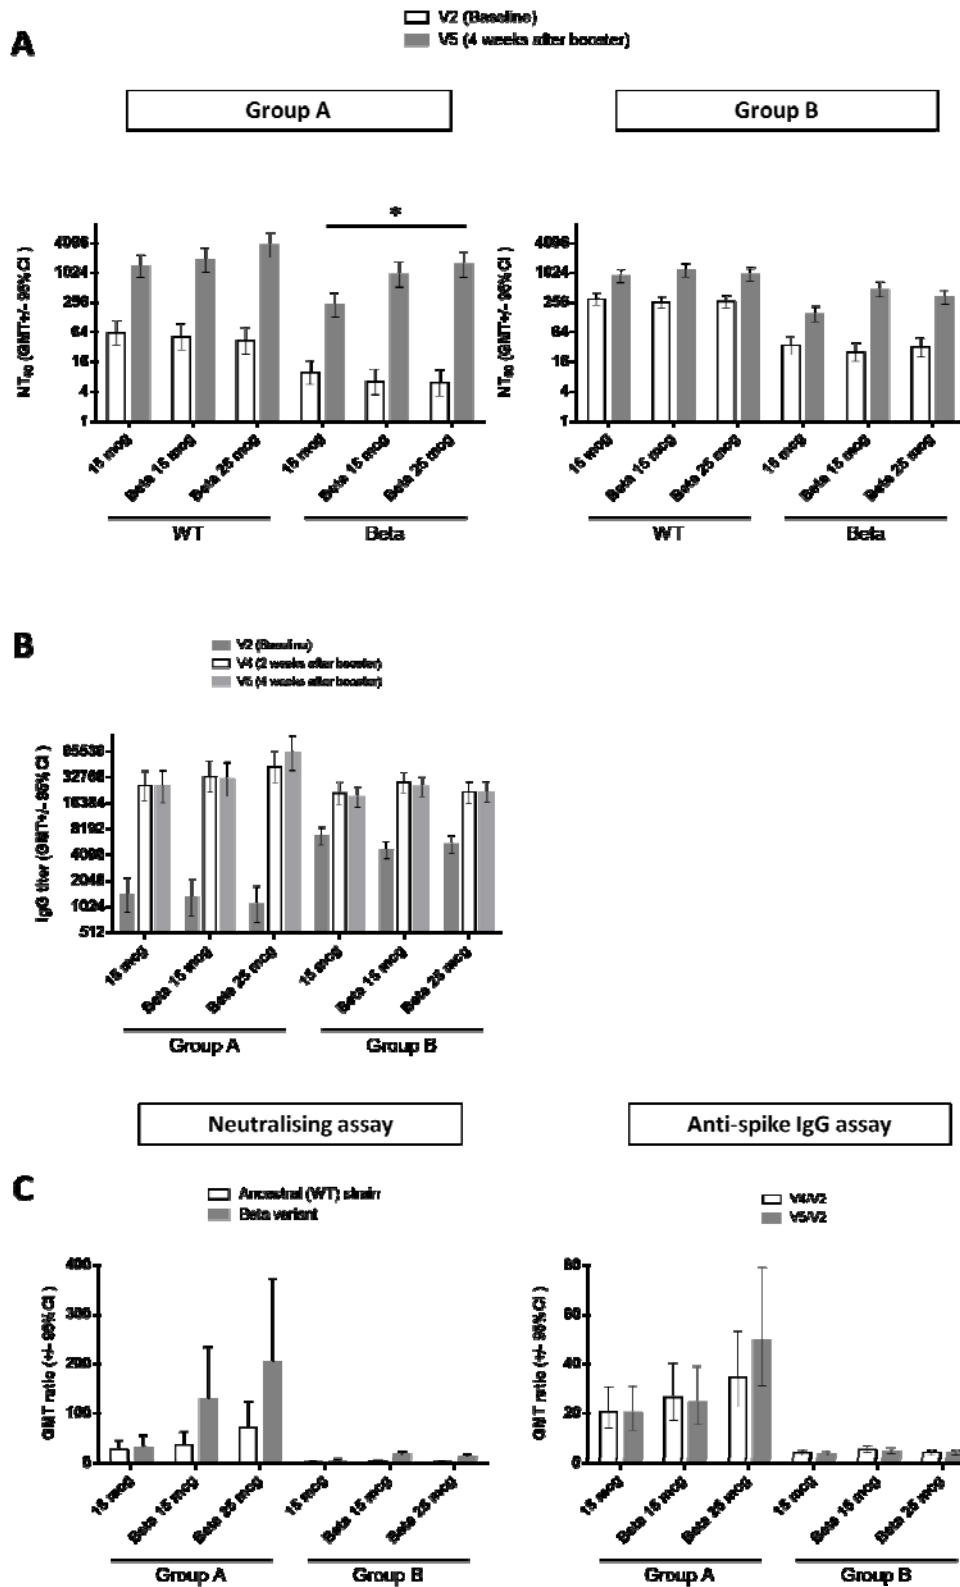 A
V2 (Baseline)
V5 (4 weeks after booster)
Group A
Group B
NT50 (GMT+/- 95%CI )
4096
1024
256
64
16
4
1
*
15 mcg
Beta 15 mcg
Beta 25 mcg
15 mcg
Beta 15 mcg
Beta 25 mcg
WT
Beta
NT50 (GMT+/- 95%CI )
4096
1024
256
64
16
4
1
15 mcg
Beta 15 mcg
Beta 25 mcg
15 mcg
Beta 15 mcg
Beta 25 mcg
WT
Beta
B
V2 (Baseline)
V4 (2 weeks after booster)
V5 (4 weeks after booster)
IgG titer (GMT+/- 95%CI )
65536
32768
16384
8192
4096
2048
1024
512
15 mcg
Beta 15 mcg
Beta 25 mcg
15 mcg
Beta 15 mcg
Beta 25 mcg
Group A
Group B
Neutralising assay
Anti-spike IgG assay
C
Ancestral (WT) strain
Beta variant
GMT ratio (+/- 95%CI )
400
300
200
100
0
15 mcg
Beta 15 mcg
Beta 25 mcg
15 mcg
Beta 15 mcg
Beta 25 mcg
Group A
Group B
V4/V2
V5/V2
GMT ratio (+/- 95%CI )
80
60
40
20
0
15 mcg
Beta 15 mcg
Beta 25 mcg
15 mcg
Beta 15 mcg
Beta 25 mcg
Group A
Group B